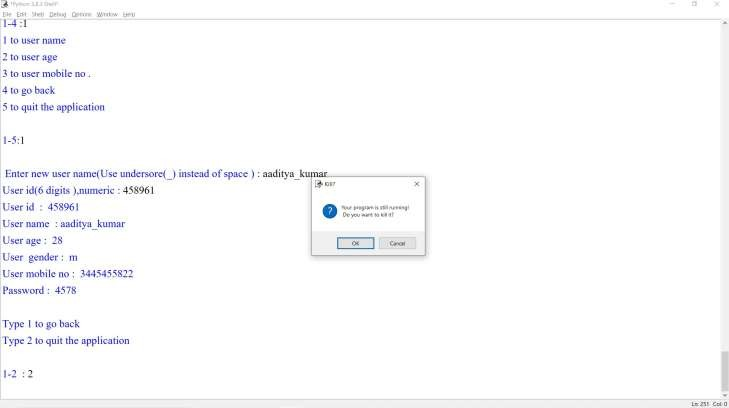 *Python 3.8.3 Shell*
File Edit Shell Debug Options Window Help
1-4 :1
1 to user name
2 to user age
3 to user mobile no .
4 to go back
5 to quit the application
1-5:1
Enter new user name(Use undersore(_) instead of space ) : aaditya_kumar
User id(6 digits ),numeric : 458961
User id : 458961
User name : aaditya_kumar
User age : 28
User gender : m
User mobile no : 3445455822
Password : 4578
Type 1 to go back
Type 2 to quit the application
1-2 : 2
Kill?
Your program is still running!
Do you want to kill it?
OK Cancel
Ln: 251 Col: 0